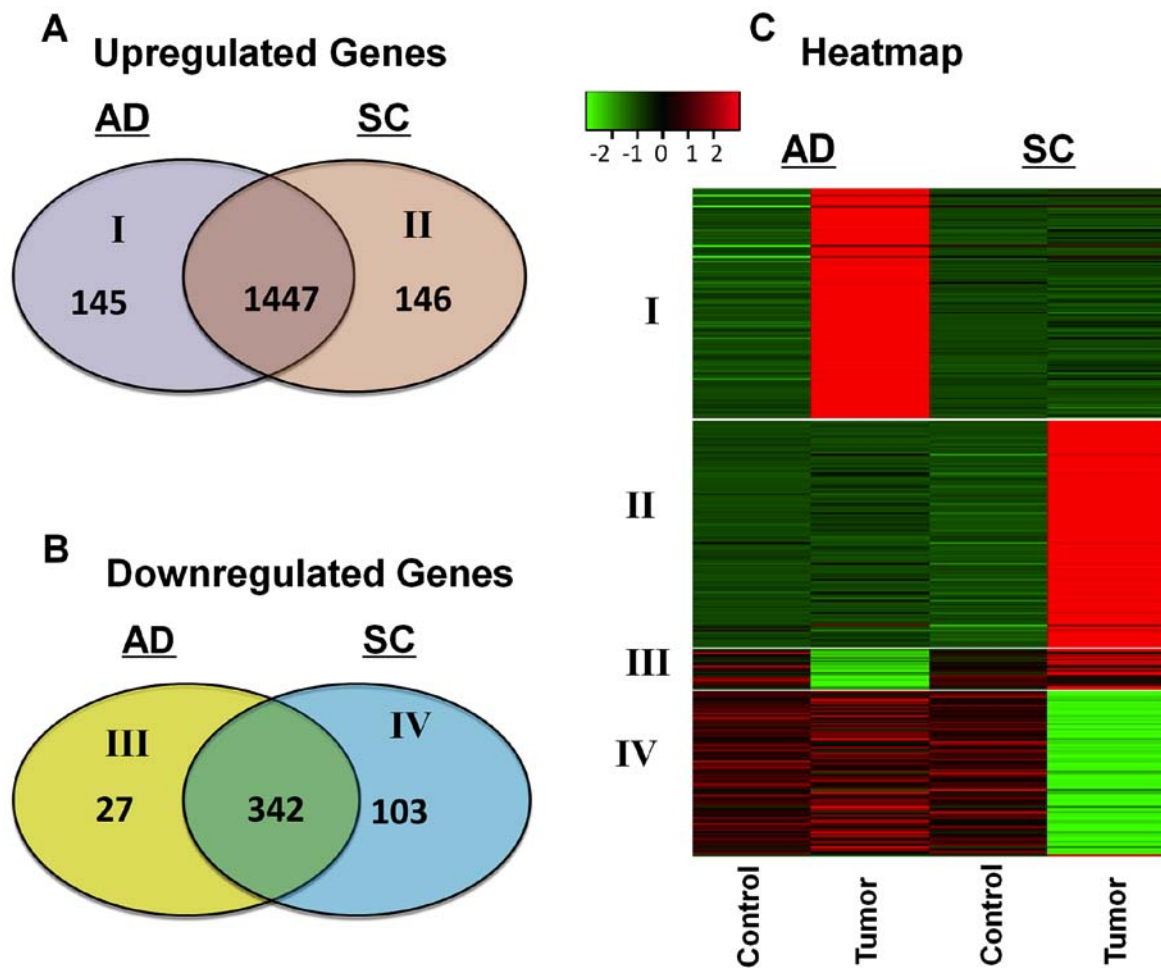 A
Upregulated Genes
AD SC
I II
145 1447 146
B
Downregulated Genes
AD SC
III IV
27 342 103
C
Heatmap
-2 -1 0 1 2
AD SC
I
II
III
IV
Control Tumor Control Tumor